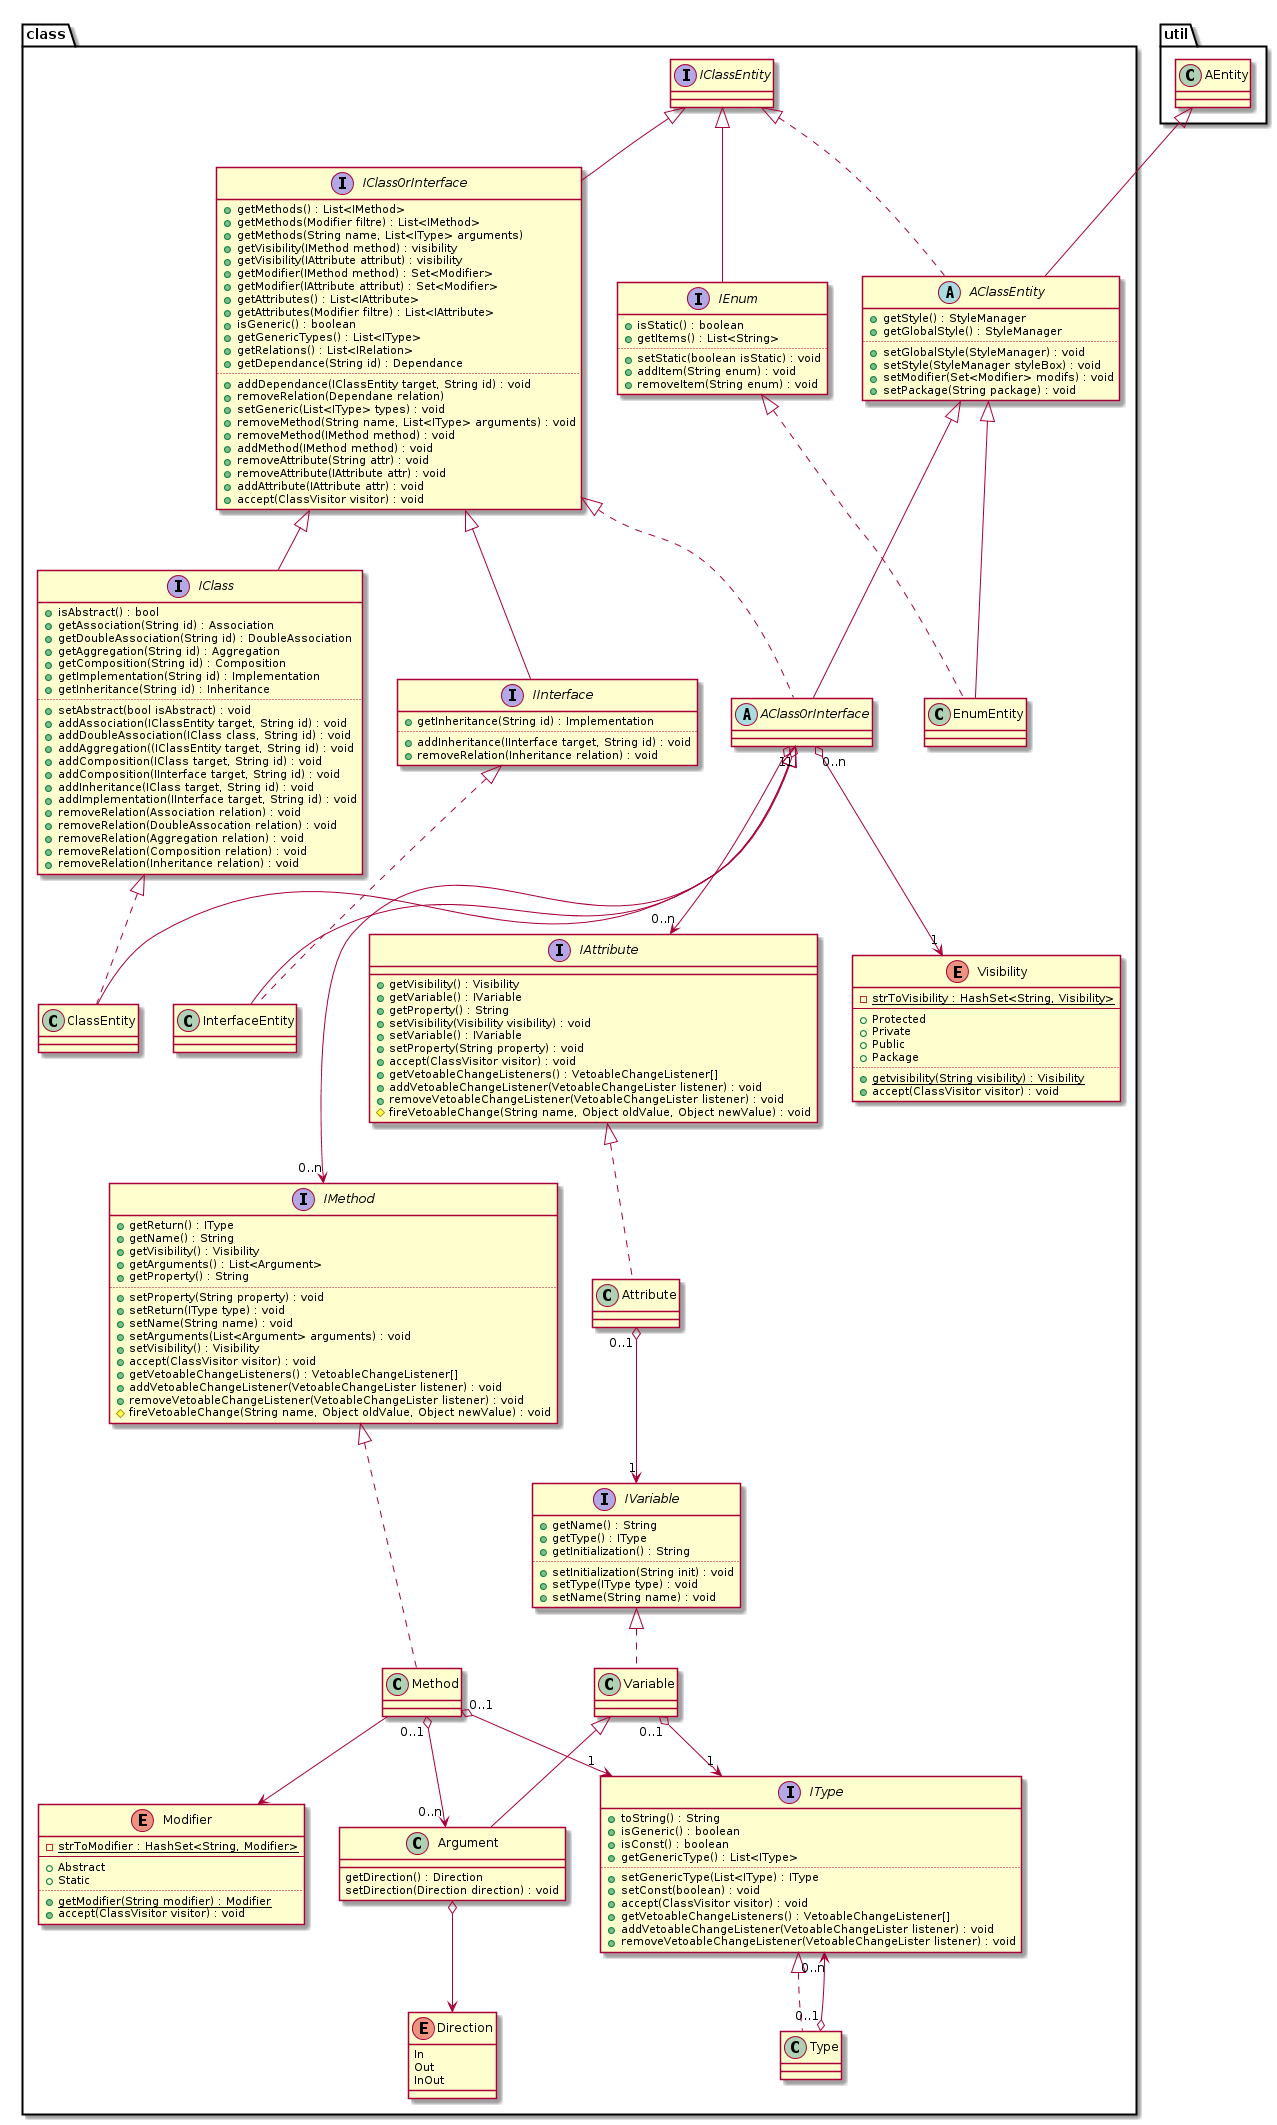 class
util
I IClassEntity
C AEntity
I IClass0rInterface
getMethods() : List<IMethod>
getMethods(Modifier filtre) : List<IMethod>
getMethods(String name, List<IType> arguments)
getVisibility(IMethod method) : visibility
getVisibility(IAttribute attribut) : visibility
getModifier(IMethod method) : Set<Modifier>
getModifier(IAttribute attribut) : Set<Modifier>
getAttributes() : List<IAttribute>
getAttributes(Modifier filtre) : List<IAttribute>
isGeneric() : boolean
getGenericTypes() : List<IType>
getRelations() : List<IRelation>
getDependance(String id) : Dependance
addDependance(IClassEntity target, String id) : void
removeRelation(Dependane relation)
setGeneric(List<IType> types) : void
removeMethod(String name, List<IType> arguments) : void
removeMethod(IMethod method) : void
addMethod(IMethod method) : void
removeAttribute(String attr) : void
removeAttribute(IAttribute attr) : void
addAttribute(IAttribute attr) : void
accept(ClassVisitor visitor) : void
I IEnum
isStatic() : boolean
getItems() : List<String>
setStatic(boolean isStatic) : void
addItem(String enum) : void
removeItem(String enum) : void
A AClassEntity
getStyle() : StyleManager
getGlobalStyle() : StyleManager
setGlobalStyle(StyleManager) : void
setStyle(StyleManager styleBox) : void
setModifier(Set<Modifier> modifs) : void
setPackage(String package) : void
I IClass
isAbstract() : bool
getAssociation(String id) : Association
getDoubleAssociation(String id) : DoubleAssociation
getAggregation(String id) : Aggregation
getComposition(String id) : Composition
getImplementation(String id) : Implementation
getInheritance(String id) : Inheritance
setAbstract(bool isAbstract) : void
addAssociation(IClassEntity target, String id) : void
addDoubleAssociation(IClass class, String id) : void
addAggregation((IClassEntity target, String id) : void
addComposition(IClass target, String id) : void
addComposition(IInterface target, String id) : void
addInheritance(IClass target, String id) : void
addImplementation(IInterface target, String id) : void
removeRelation(Association relation) : void
removeRelation(DoubleAssocation relation) : void
removeRelation(Aggregation relation) : void
removeRelation(Composition relation) : void
removeRelation(Inheritance relation) : void
I IInterface
getInheritance(String id) : Implementation
addInheritance(IInterface target, String id) : void
removeRelation(Inheritance relation) : void
A AClass0rInterface
C EnumEntity
0..n
0..n
1
C ClassEntity
C InterfaceEntity
I IAttribute
getVisibility() : Visibility
getVariable() : IVariable
getProperty() : String
setVisibility(Visibility visibility) : void
setVariable() : IVariable
setProperty(String property) : void
accept(ClassVisitor visitor) : void
getVetoableChangeListeners() : VetoableChangeListener[]
addVetoableChangeListener(VetoableChangeLister listener) : void
removeVetoableChangeListener(VetoableChangeLister listener) : void
fireVetoableChange(String name, Object oldValue, Object newValue) : void
E Visibility
strToVisibility : HashSet<String, Visibility>
Protected
Private
Public
Package
getvisibility(String visibility) : Visibility
accept(ClassVisitor visitor) : void
0..n
I IMethod
getReturn() : IType
getName() : String
getVisibility() : Visibility
getArguments() : List<Argument>
getProperty() : String
setProperty(String property) : void
setReturn(IType type) : void
setName(String name) : void
setArguments(List<Argument> arguments) : void
setVisibility() : Visibility
accept(ClassVisitor visitor) : void
getVetoableChangeListeners() : VetoableChangeListener[]
addVetoableChangeListener(VetoableChangeLister listener) : void
removeVetoableChangeListener(VetoableChangeLister listener) : void
fireVetoableChange(String name, Object oldValue, Object newValue) : void
C Attribute
0..1
1
I IVariable
getName() : String
getType() : IType
getInitialization() : String
setInitialization(String init) : void
setType(IType type) : void
setName(String name) : void
C Method
C Variable
0..1
0..1
0..1
1
1
0..n
E Modifier
strToModifier : HashSet<String, Modifier>
Abstract
Static
getModifier(String modifier) : Modifier
accept(ClassVisitor visitor) : void
C Argument
getDirection() : Direction
setDirection(Direction direction) : void
I IType
toString() : String
isGeneric() : boolean
isConst() : boolean
getGenericType() : List<IType>
setGenericType(List<IType) : IType
setConst(boolean) : void
accept(ClassVisitor visitor) : void
getVetoableChangeListeners() : VetoableChangeListener[]
addVetoableChangeListener(VetoableChangeLister listener) : void
removeVetoableChangeListener(VetoableChangeLister listener) : void
0..n
0..1
E Direction
In
Out
InOut
C Type